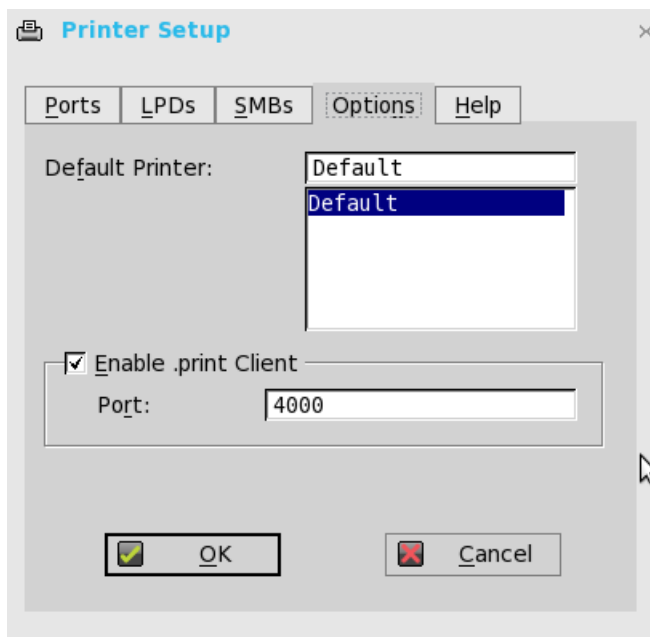 Printer Setup
Ports LPDs SMBs Options Help
Default Printer: Default
Default
Enable .print Client
Port: 4000
OK Cancel